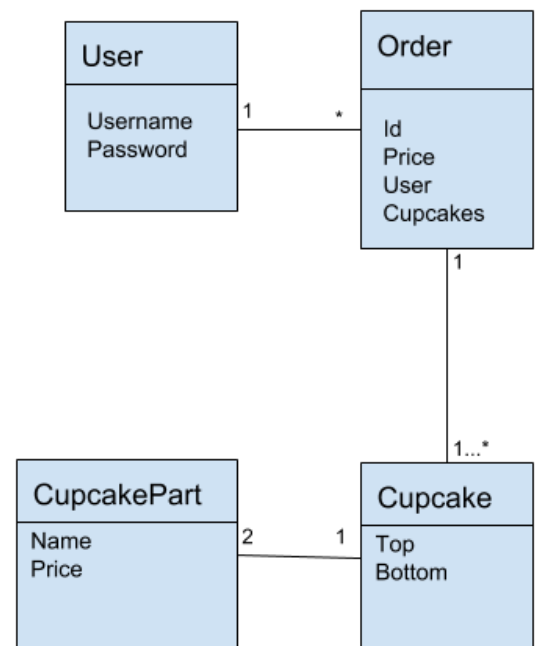 User
Username
Password
1
*
Order
Id
Price
User
Cupcakes
1
1...*
CupcakePart
Name
Price
2
1
Cupcake
Top
Bottom